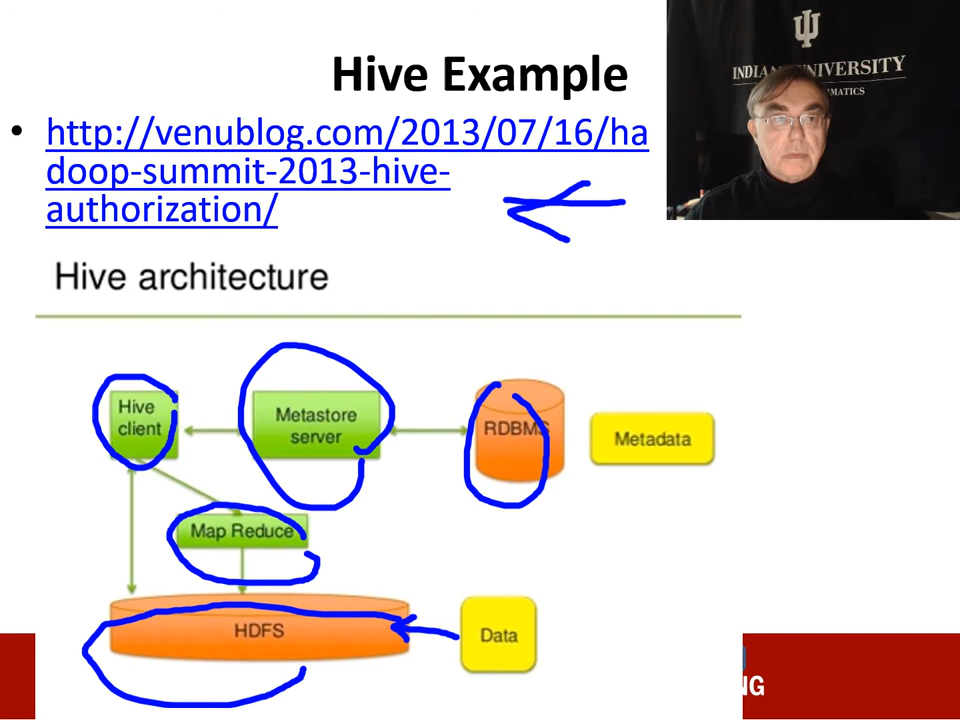 Hive Example
• http://venublog.com/2013/07/16/ha
doop-summit-2013-hive-
authorization/
INDIANA UNIVERSITY
Hive architecture
Hive
client
Metastore
server
RDBMS
Metadata
Map Reduce
HDFS
Data